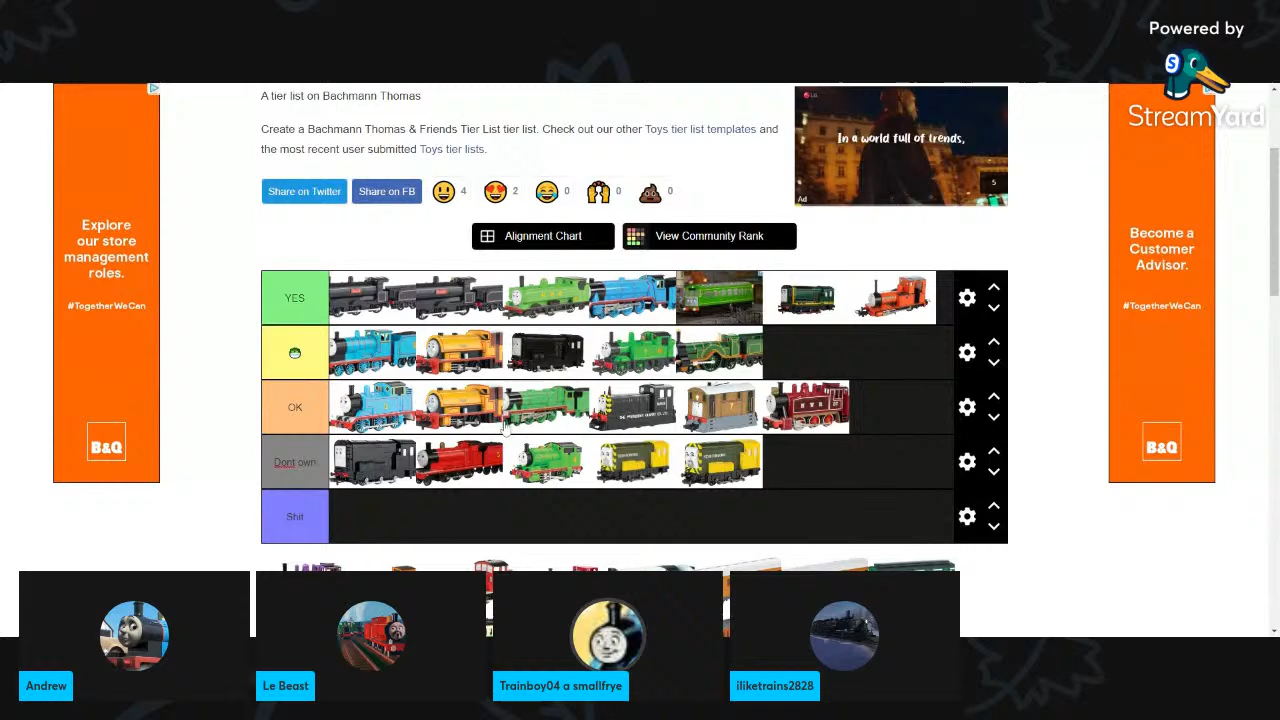 Powered by
StreamYard
A tier list on Bachmann Thomas
Create a Bachmann Thomas & Friends Tier List tier list. Check out our other Toys tier list templates and
the most recent user submitted Toys tier lists.
Share on Twitter
Share on FB
4
2
0
0
0
LG
In a world full of trends,
5
Ad
Alignment Chart
View Community Rank
Explore
our store
management
roles.
#TogetherWeCan
B&Q
Become a
Customer
Advisor.
#TogetherWeCan
B&Q
YES
OK
Dont own
Shit
Andrew
Le Beast
Trainboy04 a smallfrye
iliketrains2828